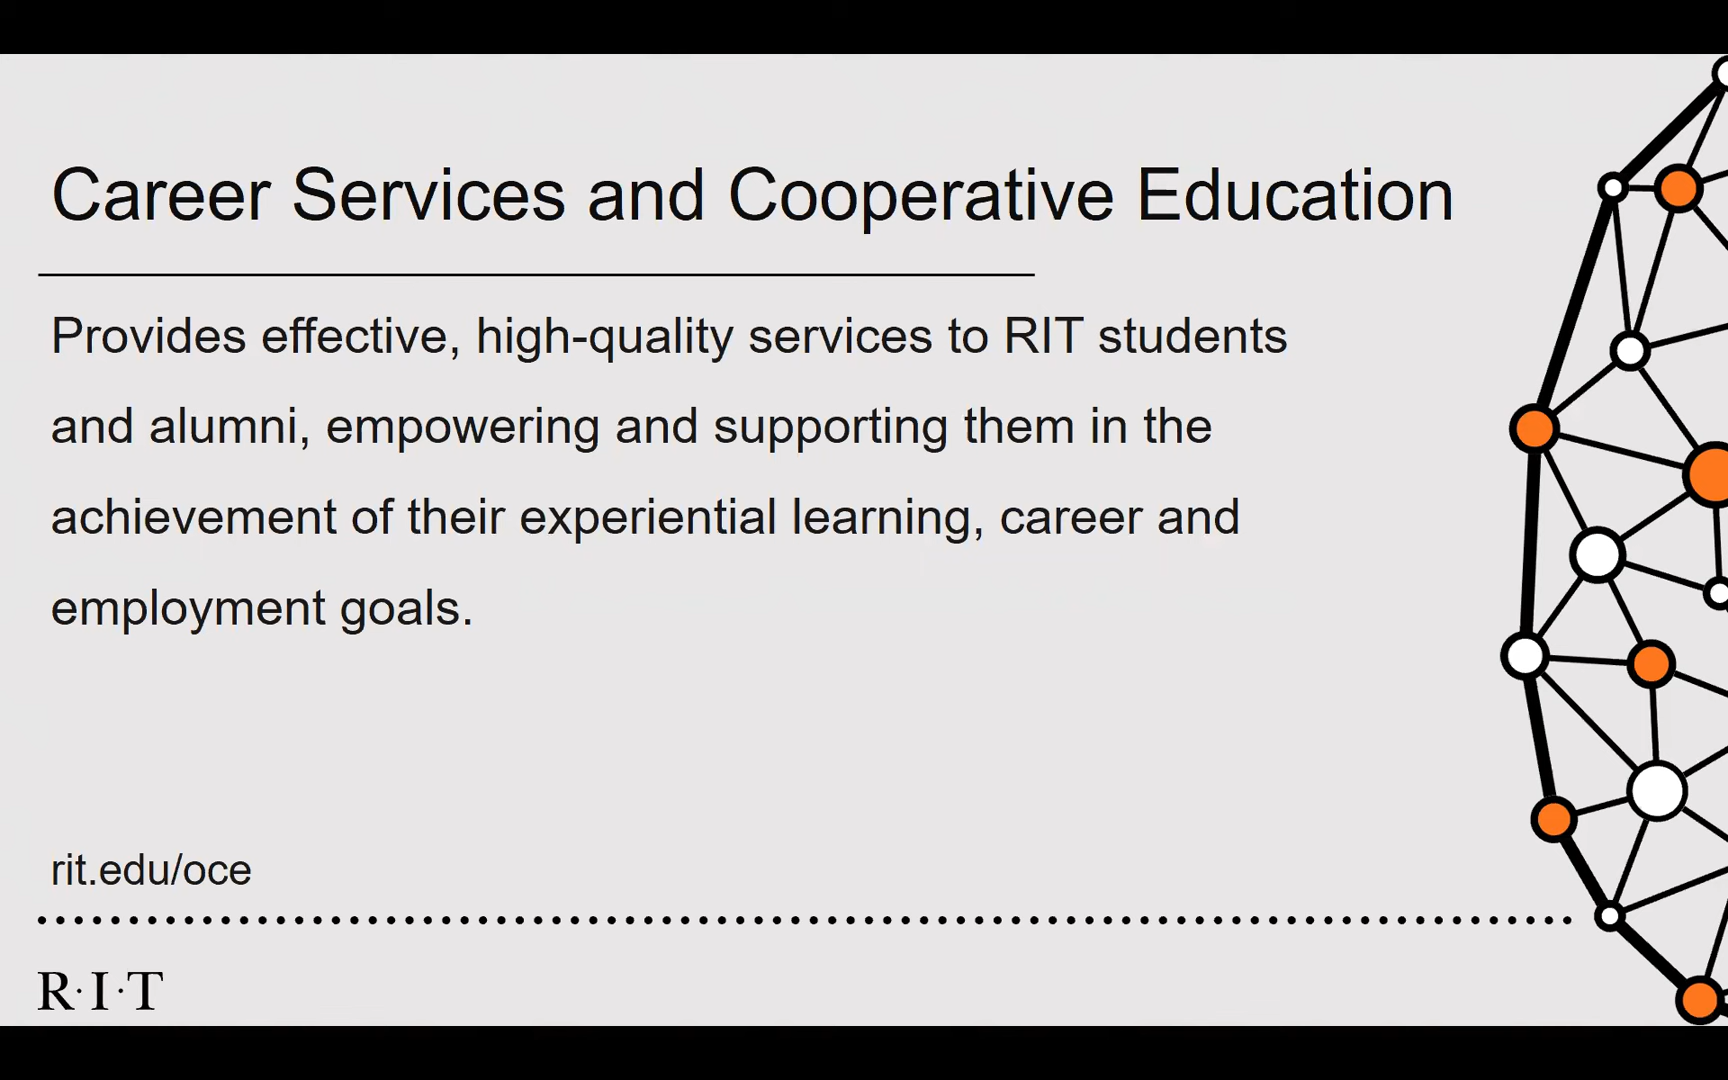 Career Services and Cooperative Education
Provides effective, high-quality services to RIT students
and alumni, empowering and supporting them in the
achievement of their experiential learning, career and
employment goals.
rit.edu/oce
R·I·T